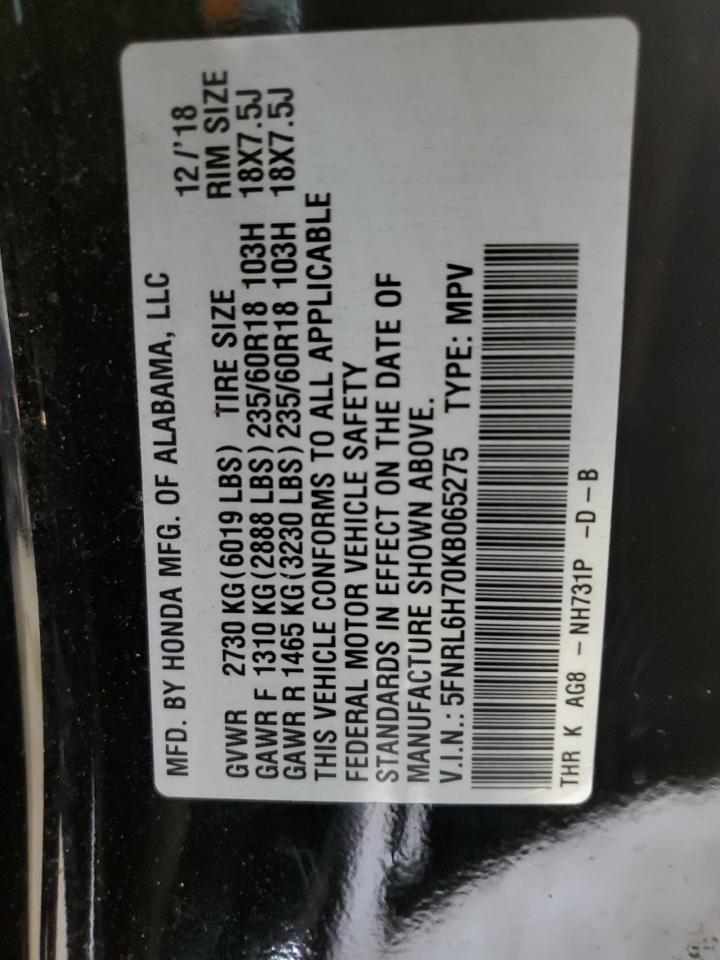 MFD. BY HONDA MFG. OF ALABAMA, LLC 12/'18
GVWR 2730 KG(6019 LBS) TIRE SIZE RIM SIZE
GAWR F 1310 KG(2888 LBS) 235/60R18 103H 18X7.5J
GAWR R 1465 KG(3230 LBS) 235/60R18 103H 18X7.5J
THIS VEHICLE CONFORMS TO ALL APPLICABLE
FEDERAL MOTOR VEHICLE SAFETY
STANDARDS IN EFFECT ON THE DATE OF
MANUFACTURE SHOWN ABOVE.
V.I.N.: 5FNRL6H70KB065275 TYPE: MPV
THR K AG8 - NH731P -D-B